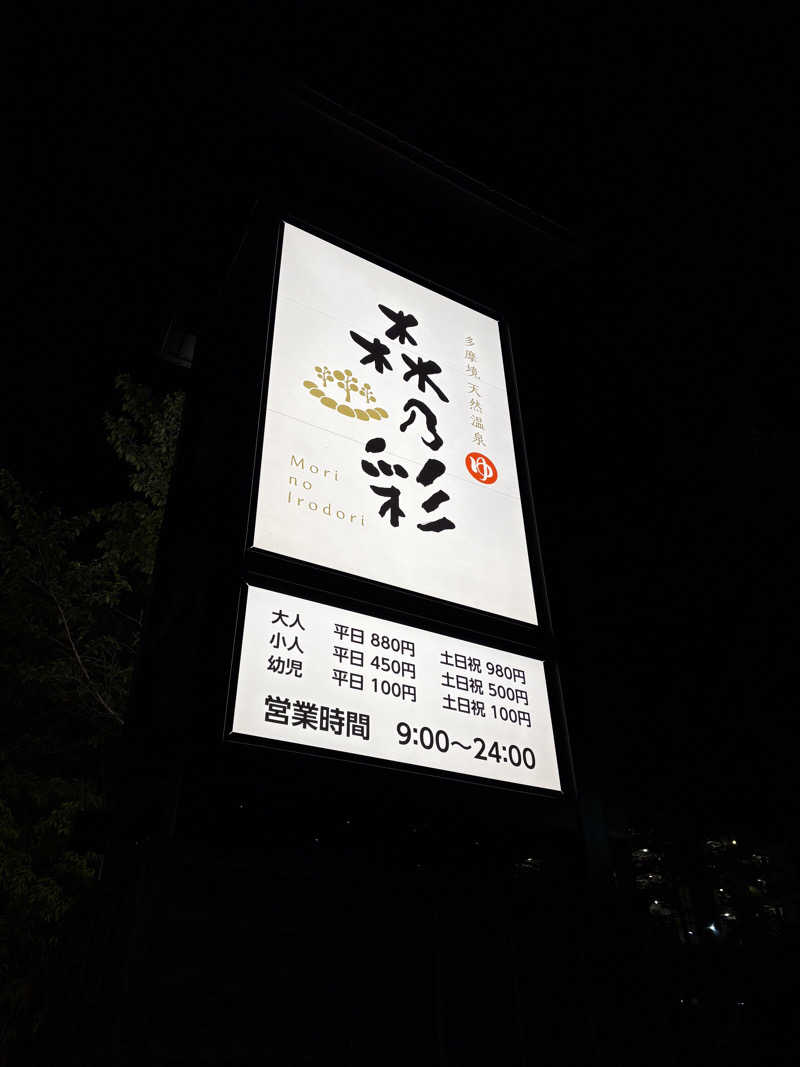 多摩境天然温泉
ゆ
森乃彩
Mori
no
Irodori
大人 平日 880円 土日祝 980円
小人 平日 450円 土日祝 500円
幼児 平日 100円 土日祝 100円
営業時間 9:00〜24:00